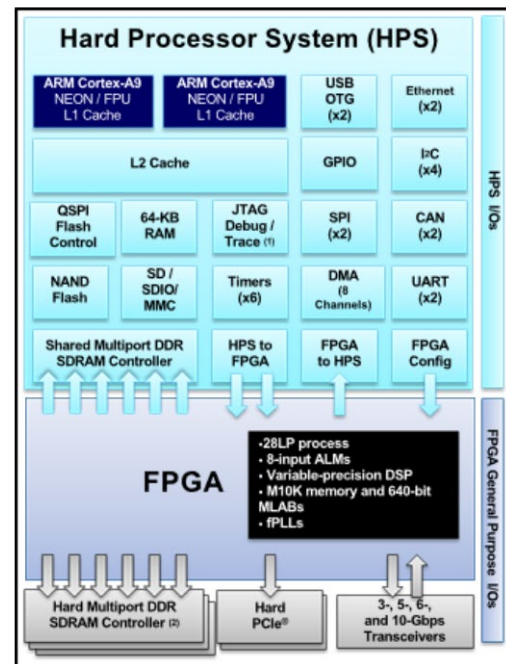 Hard Processor System (HPS)
ARM Cortex-A9
NEON / FPU
L1 Cache
ARM Cortex-A9
NEON / FPU
L1 Cache
USB
OTG
(x2)
Ethernet
(x2)
L2 Cache
GPIO
I²C
(x4)
QSPI
Flash
Control
64-KB
RAM
JTAG
Debug /
Trace (1)
SPI
(x2)
CAN
(x2)
NAND
Flash
SD /
SDIO/
MMC
Timers
(x6)
DMA
(8
Channels)
UART
(x2)
Shared Multiport DDR
SDRAM Controller
HPS to
FPGA
FPGA
to HPS
FPGA
Config
HPS I/Os
FPGA
•28LP process
• 8-input ALMs
• Variable-precision DSP
• M10K memory and 640-bit
MLABs
• fPLLs
Hard Multiport DDR
SDRAM Controller (2)
Hard
PCIe®
3-, 5-, 6-,
and 10-Gbps
Transceivers
FPGA General Purpose I/Os